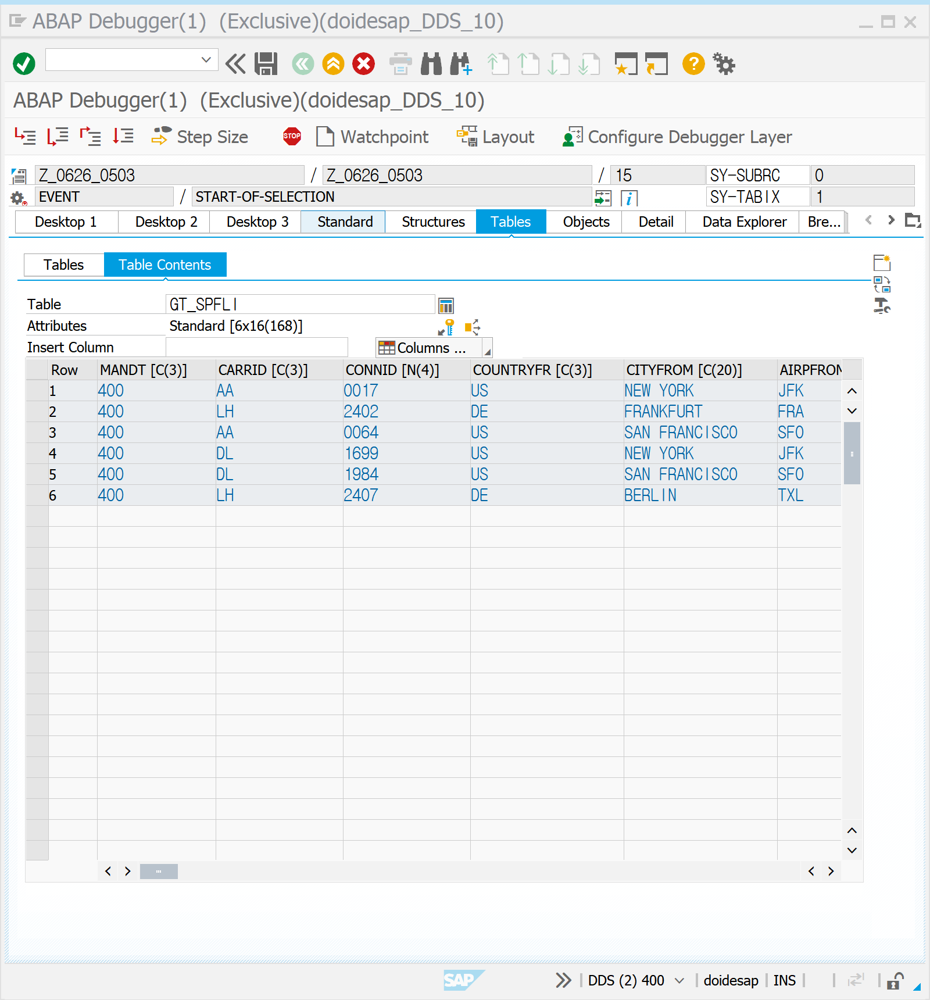 ABAP Debugger(1)  (Exclusive)(doidesap_DDS_10)
ABAP Debugger(1)  (Exclusive)(doidesap_DDS_10)
Step Size STOP Watchpoint Layout Configure Debugger Layer
Z_0626_0503 / Z_0626_0503 / 15 SY-SUBRC 0
EVENT / START-OF-SELECTION SY-TABIX 1
Desktop 1 Desktop 2 Desktop 3 Standard Structures Tables Objects Detail Data Explorer Bre...
Tables Table Contents
Table GT_SPFLI
Attributes Standard [6x16(168)]
Insert Column Columns ...
Row MANDT [C(3)] CARRID [C(3)] CONNID [N(4)] COUNTRYFR [C(3)] CITYFROM [C(20)] AIRPFROM
1 400 AA 0017 US NEW YORK JFK
2 400 LH 2402 DE FRANKFURT FRA
3 400 AA 0064 US SAN FRANCISCO SFO
4 400 DL 1699 US NEW YORK JFK
5 400 DL 1984 US SAN FRANCISCO SFO
6 400 LH 2407 DE BERLIN TXL
SAP DDS (2) 400 doidesap INS